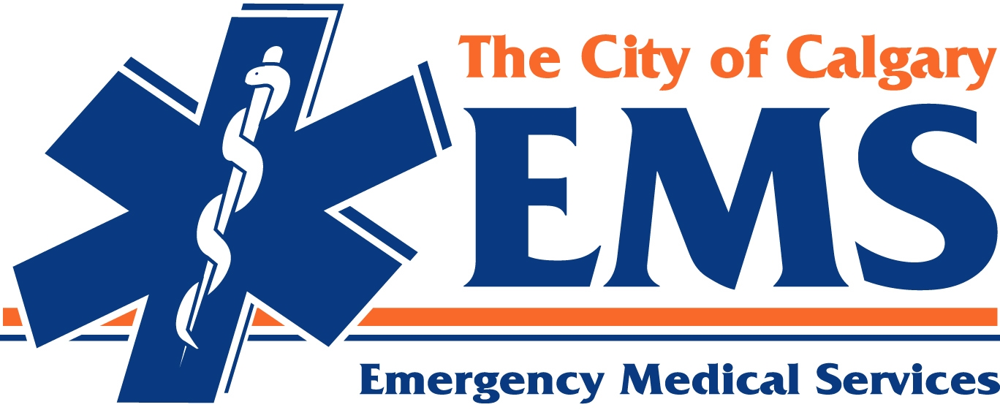 The City of Calgary
EMS
Emergency Medical Services